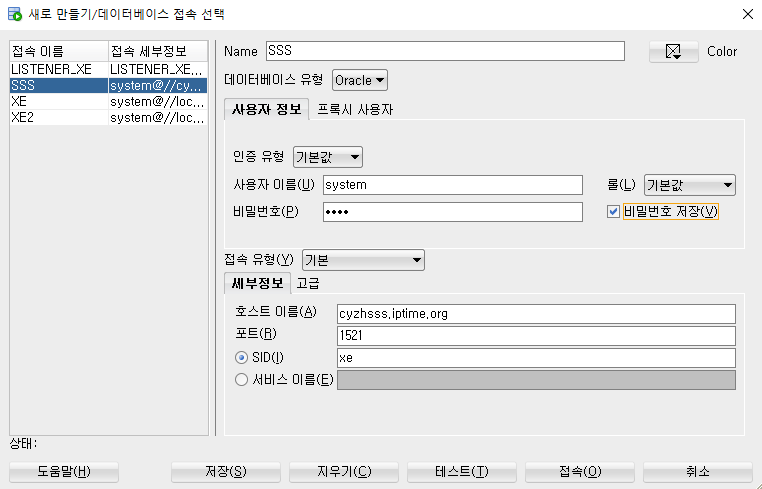 새로 만들기/데이터베이스 접속 선택
접속 이름 접속 세부정보
LISTENER_XE LISTENER_XE,...
SSS system@//cy...
XE system@//loc...
XE2 system@//loc...
Name SSS Color
데이터베이스 유형 Oracle
사용자 정보 프록시 사용자
인증 유형 기본값
사용자 이름(U) system 롤(L) 기본값
비밀번호(P) •••• 비밀번호 저장(V)
접속 유형(Y) 기본
세부정보 고급
호스트 이름(A) cyzhsss.iptime.org
포트(R) 1521
SID(I) xe
서비스 이름(E)
상태:
도움말(H) 저장(S) 지우기(C) 테스트(T) 접속(O) 취소